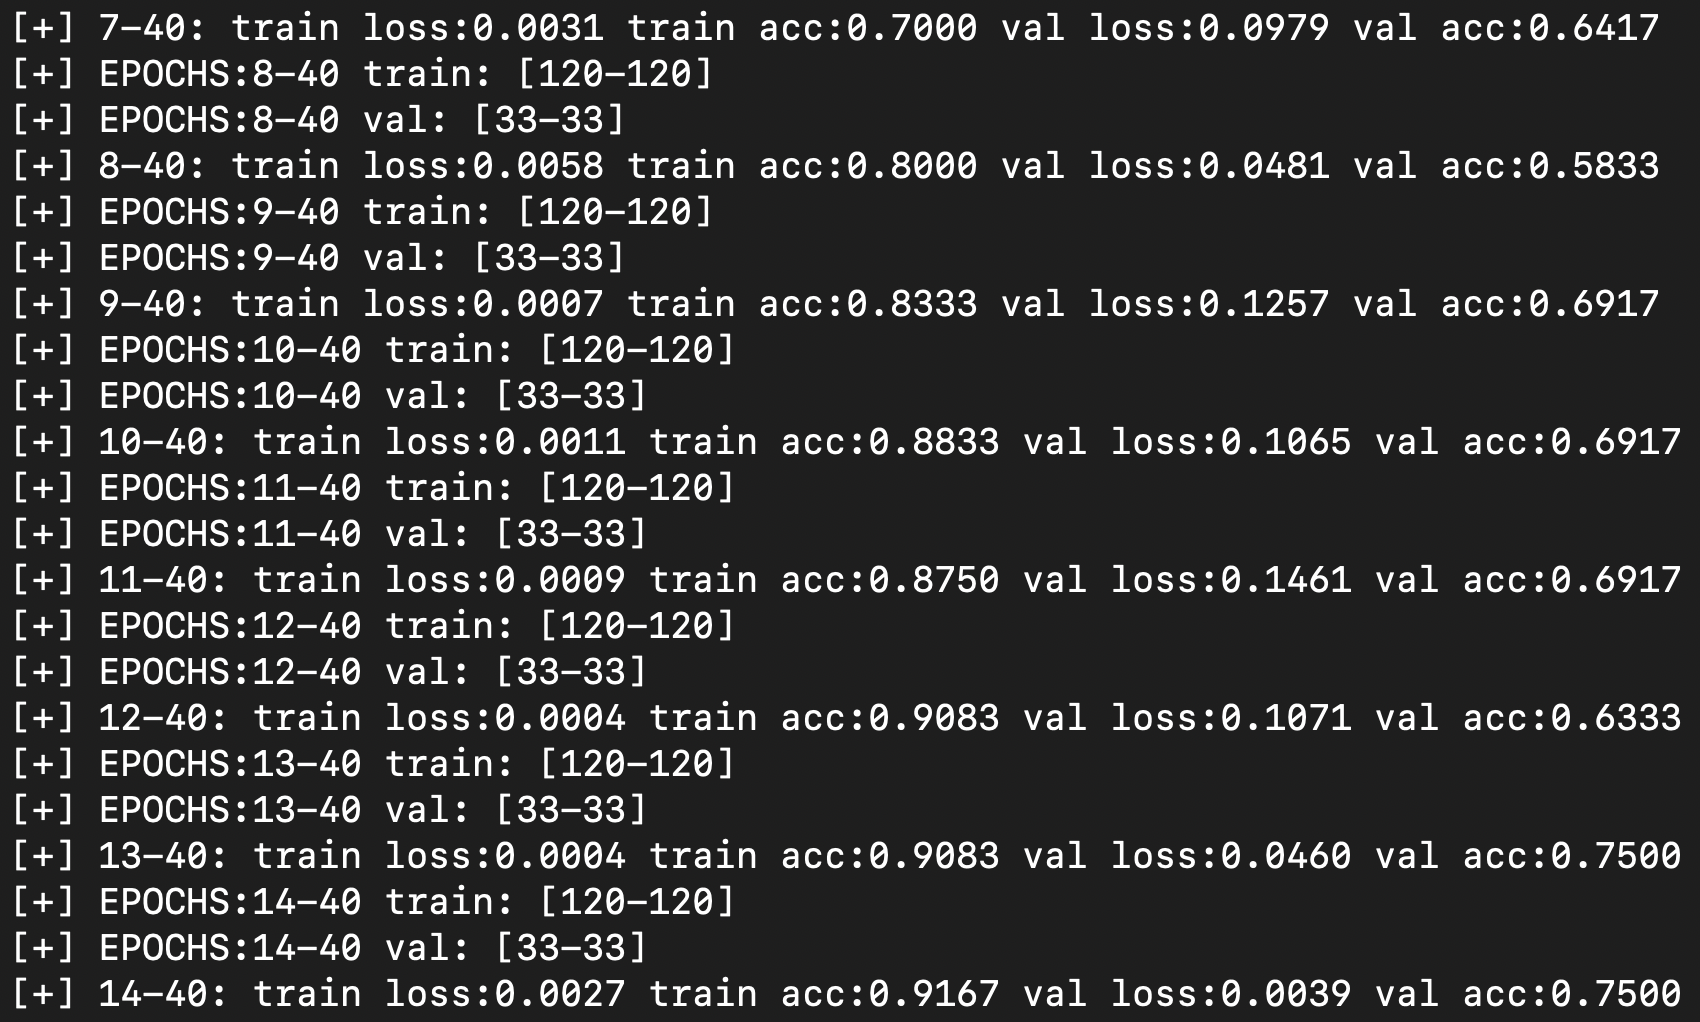 [+] 7-40: train loss:0.0031 train acc:0.7000 val loss:0.0979 val acc:0.6417
[+] EPOCHS:8-40 train: [120-120]
[+] EPOCHS:8-40 val: [33-33]
[+] 8-40: train loss:0.0058 train acc:0.8000 val loss:0.0481 val acc:0.5833
[+] EPOCHS:9-40 train: [120-120]
[+] EPOCHS:9-40 val: [33-33]
[+] 9-40: train loss:0.0007 train acc:0.8333 val loss:0.1257 val acc:0.6917
[+] EPOCHS:10-40 train: [120-120]
[+] EPOCHS:10-40 val: [33-33]
[+] 10-40: train loss:0.0011 train acc:0.8833 val loss:0.1065 val acc:0.6917
[+] EPOCHS:11-40 train: [120-120]
[+] EPOCHS:11-40 val: [33-33]
[+] 11-40: train loss:0.0009 train acc:0.8750 val loss:0.1461 val acc:0.6917
[+] EPOCHS:12-40 train: [120-120]
[+] EPOCHS:12-40 val: [33-33]
[+] 12-40: train loss:0.0004 train acc:0.9083 val loss:0.1071 val acc:0.6333
[+] EPOCHS:13-40 train: [120-120]
[+] EPOCHS:13-40 val: [33-33]
[+] 13-40: train loss:0.0004 train acc:0.9083 val loss:0.0460 val acc:0.7500
[+] EPOCHS:14-40 train: [120-120]
[+] EPOCHS:14-40 val: [33-33]
[+] 14-40: train loss:0.0027 train acc:0.9167 val loss:0.0039 val acc:0.7500